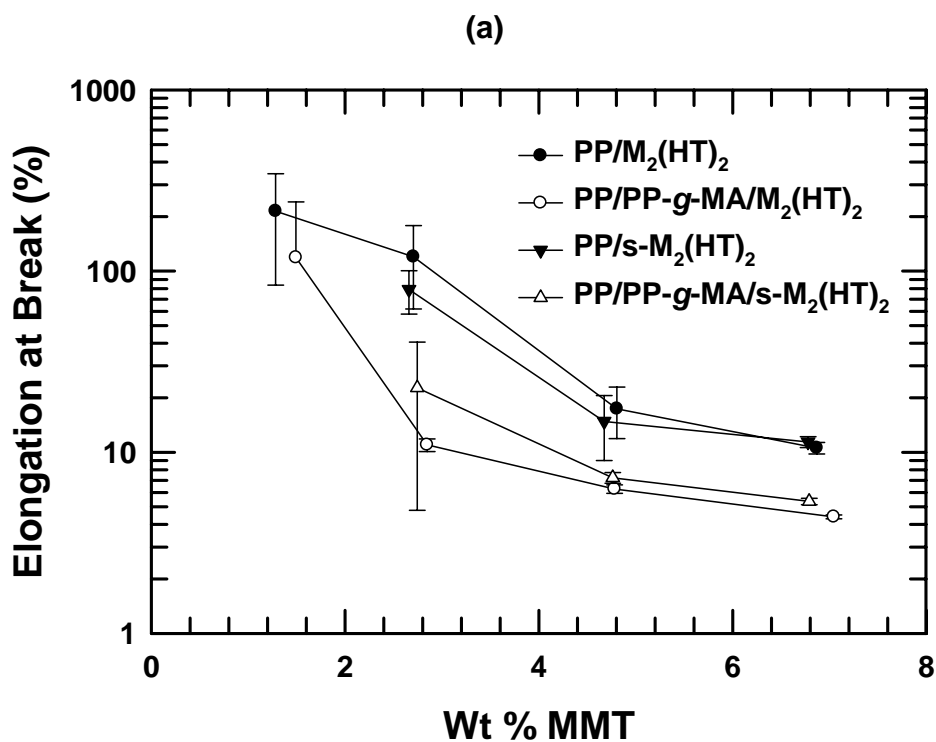 (a)
1000
100
10
1
Elongation at Break (%)
PP/M₂(HT)₂
PP/PP-g-MA/M₂(HT)₂
PP/s-M₂(HT)₂
PP/PP-g-MA/s-M₂(HT)₂
0 2 4 6 8
Wt % MMT